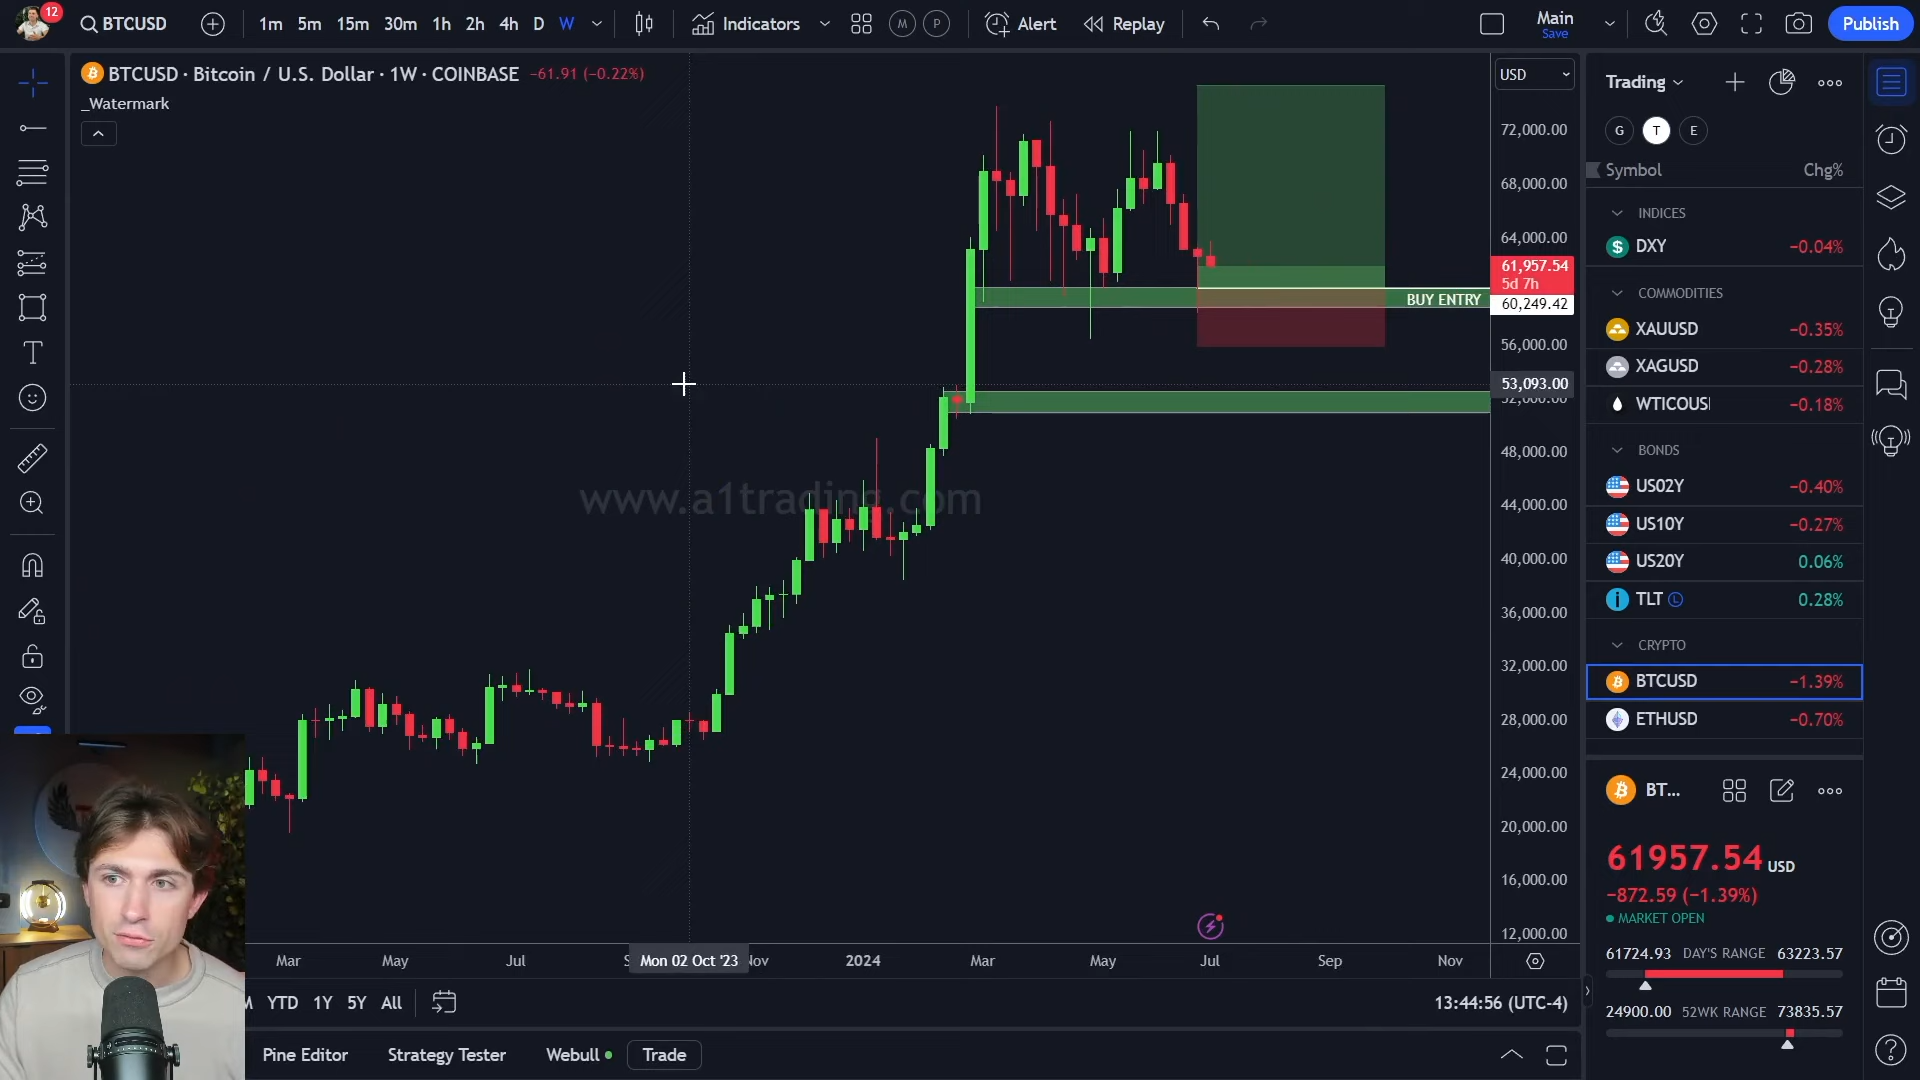 12
BTCUSD
1m 5m 15m 30m 1h 2h 4h D W
Indicators
M P
Alert
Replay
Main
Save
Publish
BTCUSD · Bitcoin / U.S. Dollar · 1W · COINBASE −61.91 (−0.22%)
_Watermark
USD
72,000.00
68,000.00
64,000.00
61,957.54
5d 7h
BUY ENTRY 60,249.42
56,000.00
53,093.00
52,000.00
48,000.00
44,000.00
40,000.00
36,000.00
32,000.00
28,000.00
24,000.00
20,000.00
16,000.00
12,000.00
www.a1trading.com
Mar May Jul Mon 02 Oct '23 Nov 2024 Mar May Jul Sep Nov
YTD 1Y 5Y All
13:44:56 (UTC-4)
Pine Editor Strategy Tester Webull Trade
Trading
G T E
Symbol Chg%
INDICES
DXY −0.04%
COMMODITIES
XAUUSD −0.35%
XAGUSD −0.28%
WTICOUS −0.18%
BONDS
US02Y −0.40%
US10Y −0.27%
US20Y 0.06%
TLT L 0.28%
CRYPTO
BTCUSD −1.39%
ETHUSD −0.70%
BT...
61957.54 USD
−872.59 (−1.39%)
MARKET OPEN
61724.93 DAY'S RANGE 63223.57
24900.00 52WK RANGE 73835.57